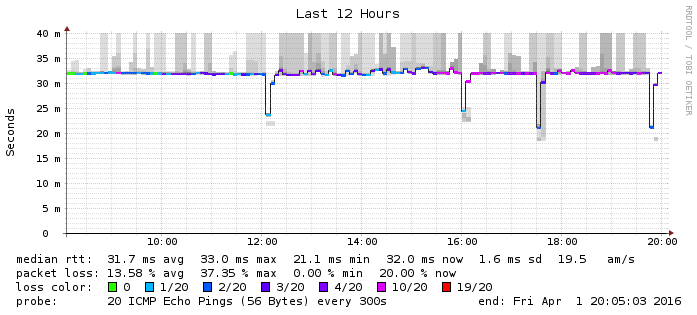 Last 12 Hours
RRDTOOL / TOBI OETIKER
Seconds
40 m
35 m
30 m
25 m
20 m
15 m
10 m
5 m
0
10:00 12:00 14:00 16:00 18:00 20:00
median rtt: 31.7 ms avg 33.0 ms max 21.1 ms min 32.0 ms now 1.6 ms sd 19.5 am/s
packet loss: 13.58 % avg 37.35 % max 0.00 % min 20.00 % now
loss color: 0 1/20 2/20 3/20 4/20 10/20 19/20
probe: 20 ICMP Echo Pings (56 Bytes) every 300s end: Fri Apr 1 20:05:03 2016